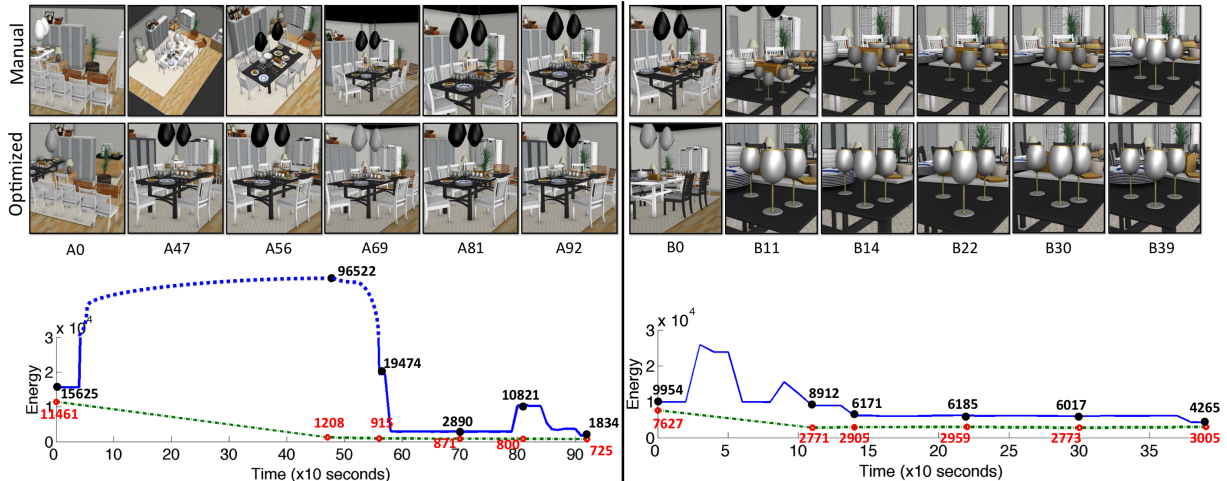 Manual
Optimized
A0 A47 A56 A69 A81 A92
B0 B11 B14 B22 B30 B39
96522
x 10 4
3
2
1
0
Energy
15625
11461
19474
1208
915
2890
871
10821
800
1834
725
0 10 20 30 40 50 60 70 80 90
Time (x10 seconds)
x 10 4
3
2
1
0
Energy
9954
7627
8912
2771
6171
2905
6185
2959
6017
2773
4265
3005
0 5 10 15 20 25 30 35
Time (x10 seconds)